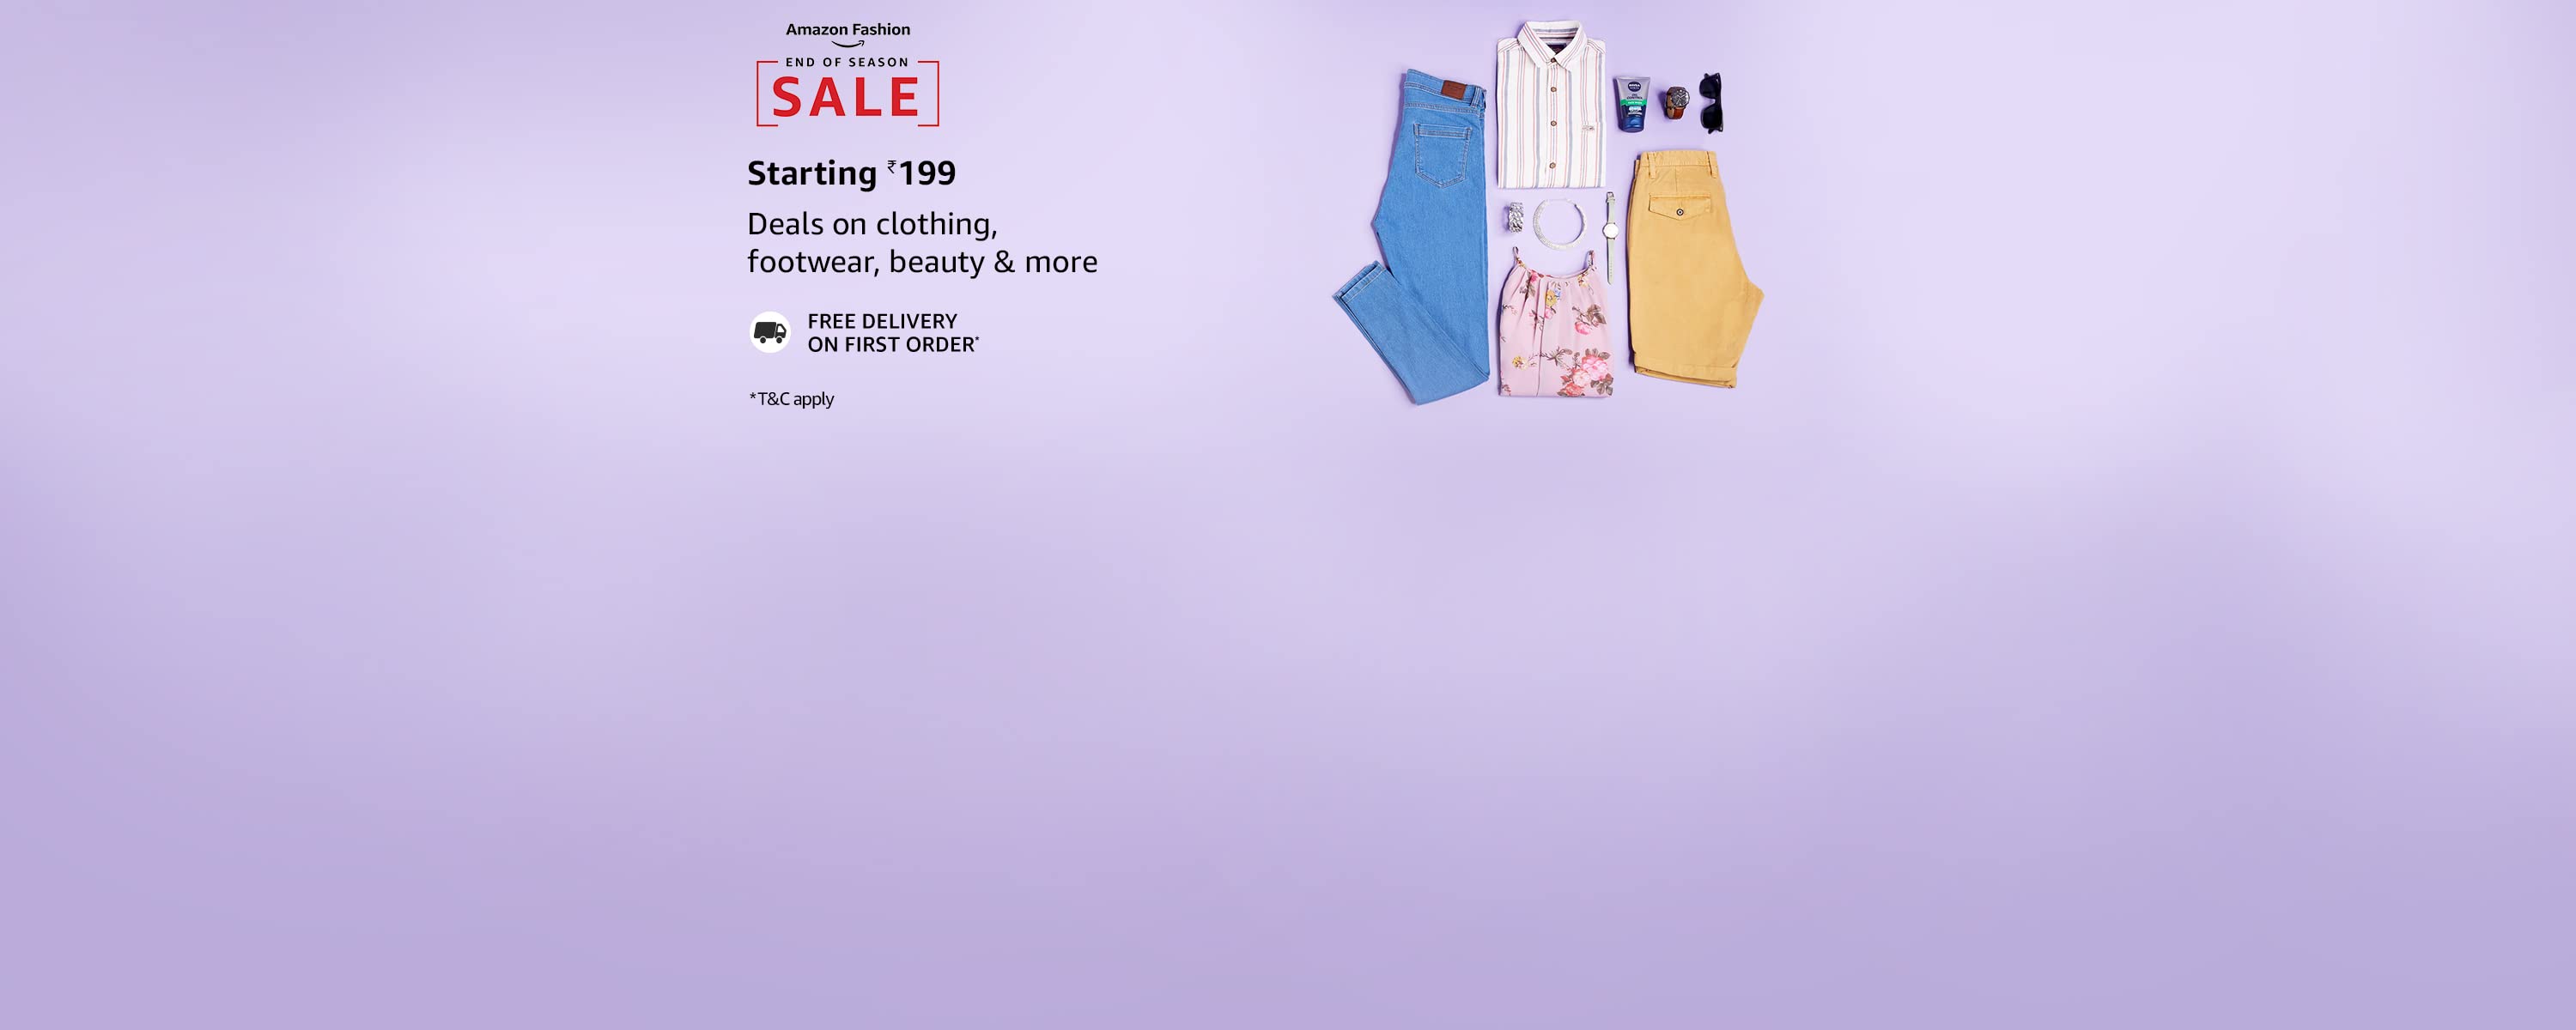 Amazon Fashion
END OF SEASON
SALE
Starting ₹199
Deals on clothing,
footwear, beauty & more
FREE DELIVERY
ON FIRST ORDER*
*T&C apply
NIVEA